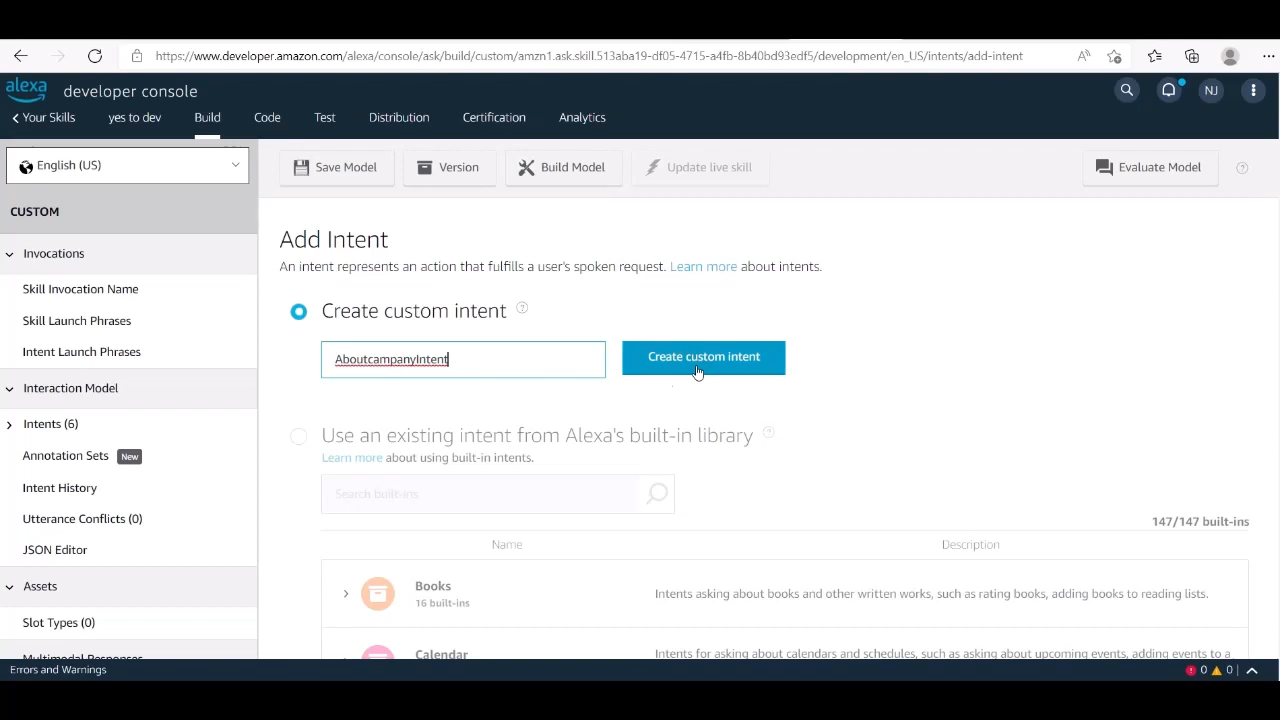 https://www.developer.amazon.com/alexa/console/ask/build/custom/amzn1.ask.skill.513aba19-df05-4715-a4fb-8b40bd93edf5/development/en_US/intents/add-intent
alexa developer console
NJ
Your Skills yes to dev Build Code Test Distribution Certification Analytics
English (US)
Save Model Version Build Model Update live skill Evaluate Model ?
CUSTOM
Invocations
Skill Invocation Name
Skill Launch Phrases
Intent Launch Phrases
Interaction Model
Intents (6)
Annotation Sets New
Intent History
Utterance Conflicts (0)
JSON Editor
Assets
Slot Types (0)
Multimodal Responses
Add Intent
An intent represents an action that fulfills a user's spoken request. Learn more about intents.
Create custom intent ?
AboutcampanyIntent Create custom intent
Use an existing intent from Alexa's built-in library ?
Learn more about using built-in intents.
Search built-ins
147/147 built-ins
Name Description
Books Intents asking about books and other written works, such as rating books, adding books to reading lists.
16 built-ins
Calendar Intents for asking about calendars and schedules, such as asking about upcoming events, adding events to a
Errors and Warnings 0 0